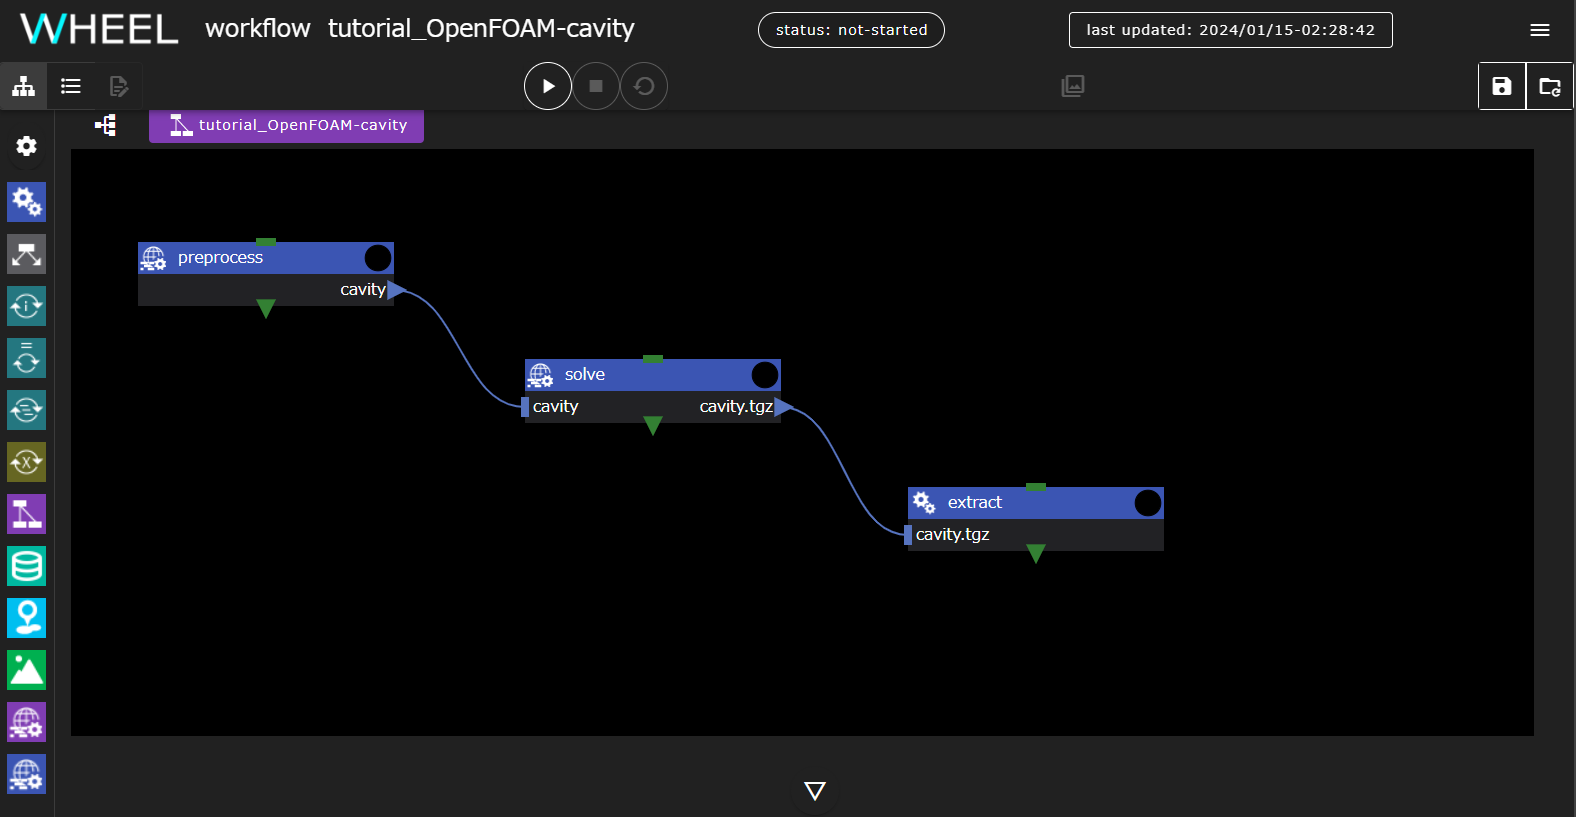 WHEEL workflow tutorial_OpenFOAM-cavity status: not-started last updated: 2024/01/15-02:28:42
tutorial_OpenFOAM-cavity
preprocess
cavity
solve
cavity cavity.tgz
extract
cavity.tgz